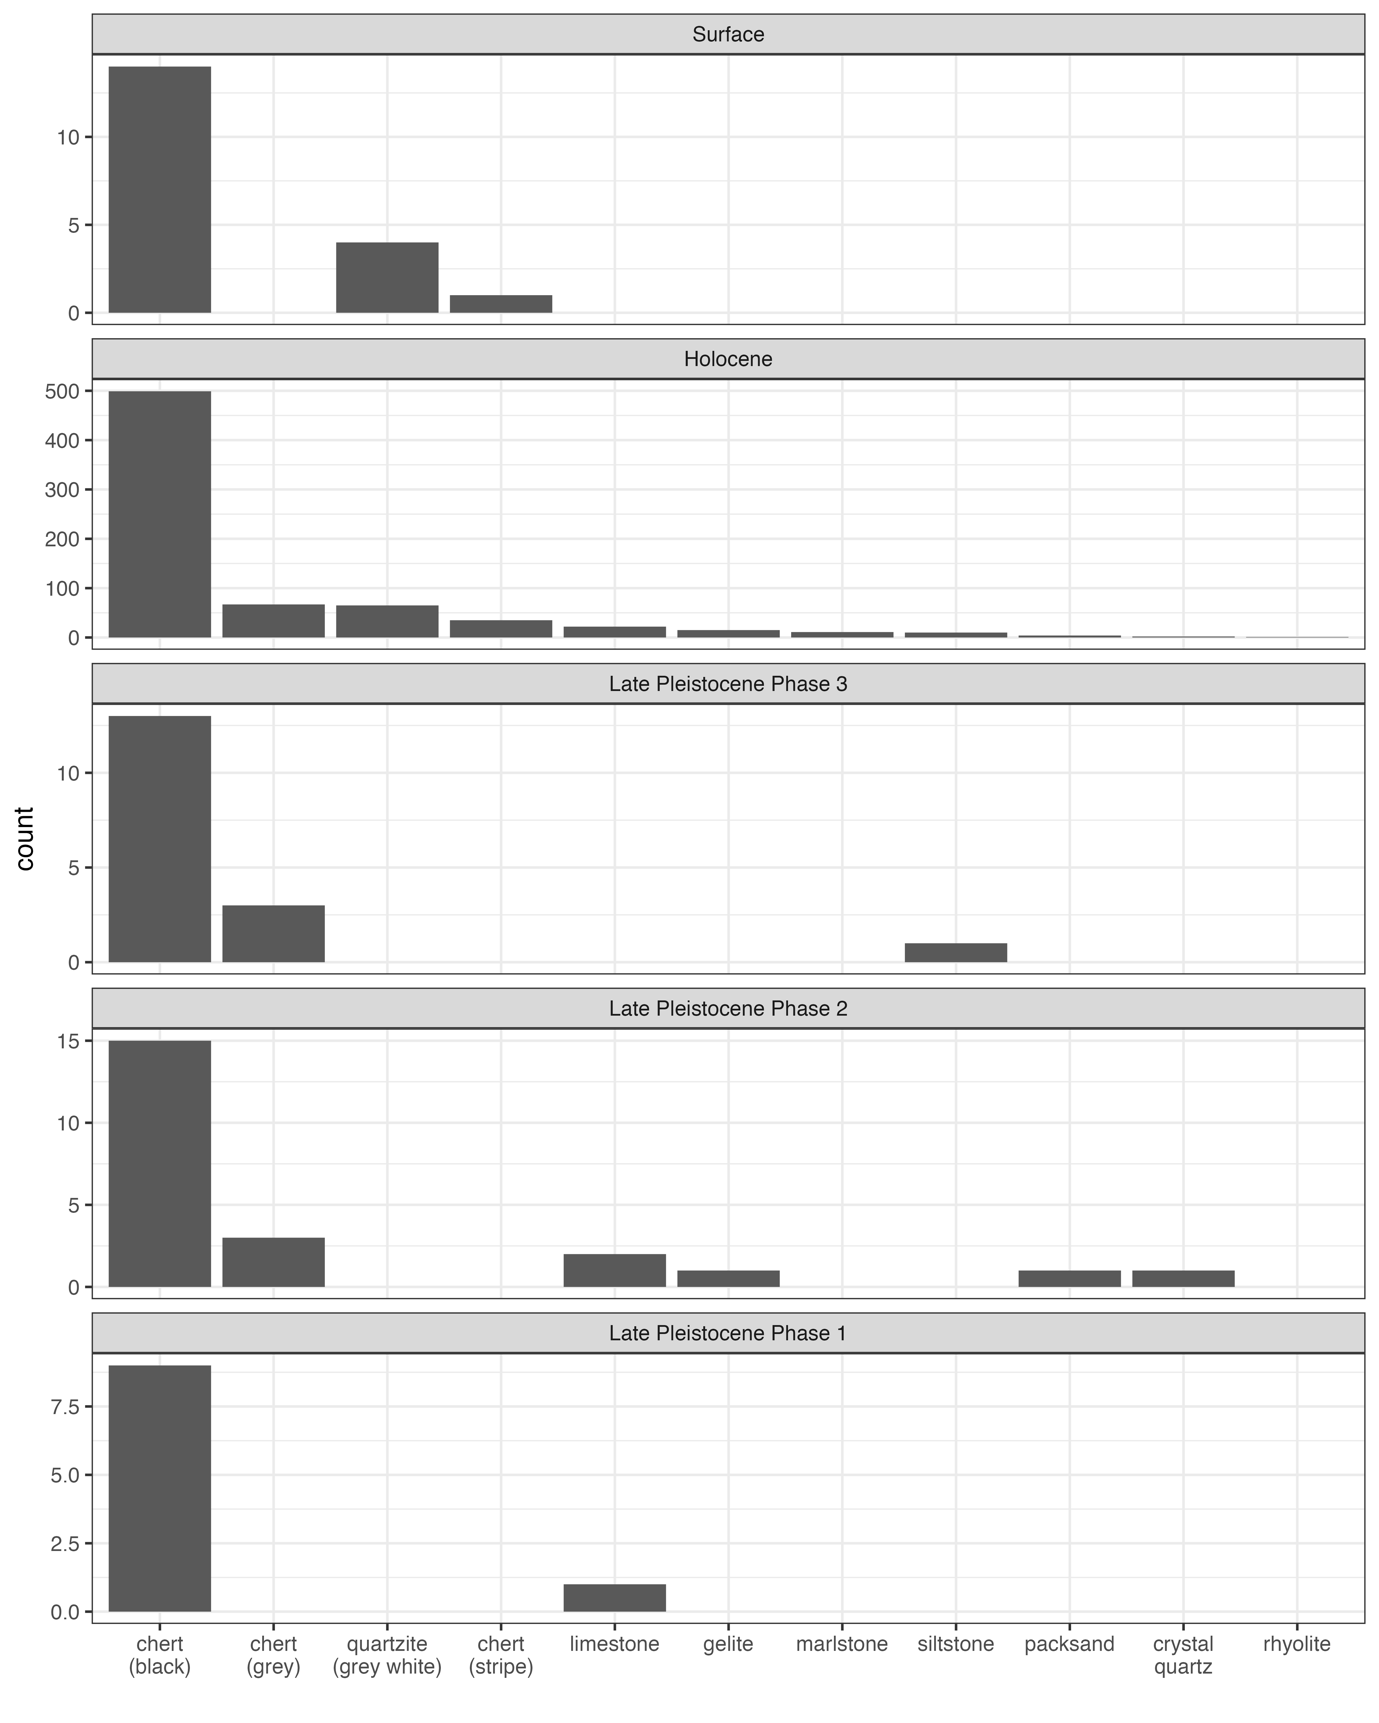 Surface
10
5
0
Holocene
500
400
300
200
100
0
Late Pleistocene Phase 3
10
5
0
count
Late Pleistocene Phase 2
15
10
5
0
Late Pleistocene Phase 1
7.5
5.0
2.5
0.0
chert
(black)
chert
(grey)
quartzite
(grey white)
chert
(stripe)
limestone
gelite
marlstone
siltstone
packsand
crystal
quartz
rhyolite